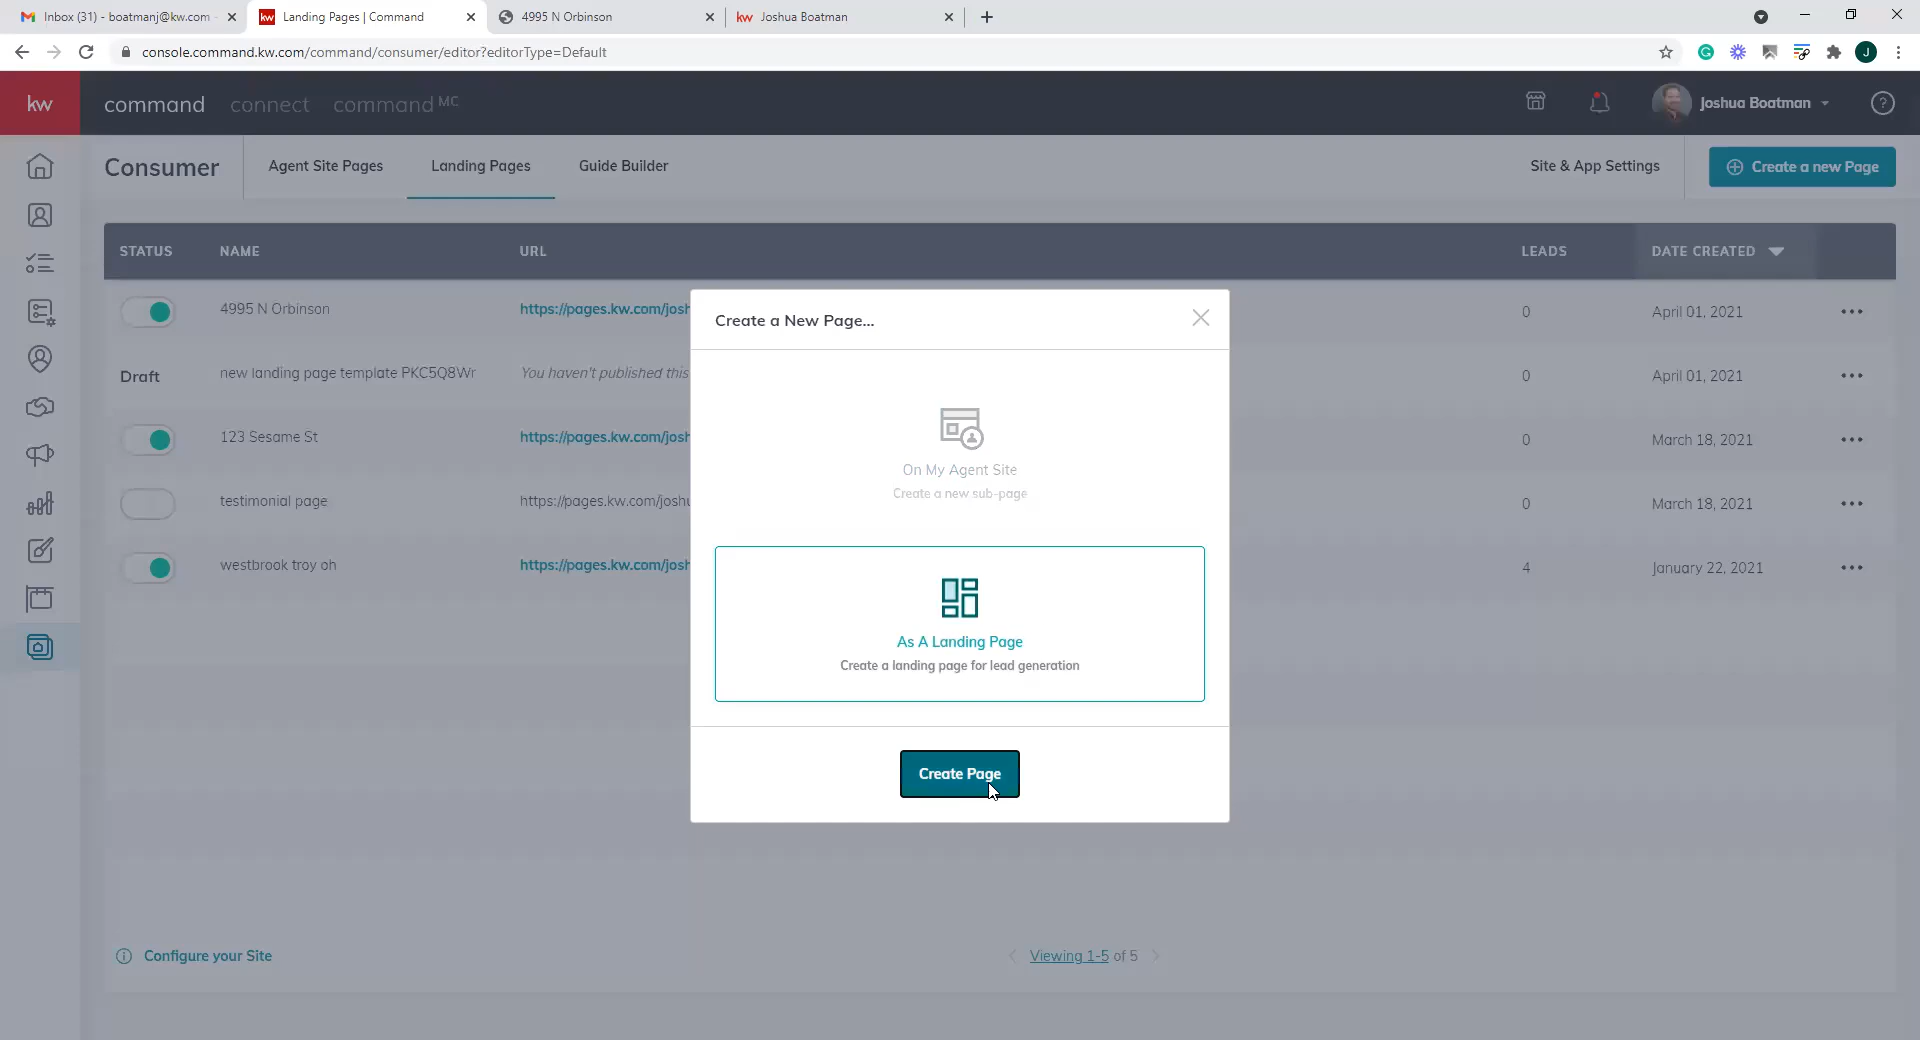 Inbox (31) - boatmanj@kw.com -
kw Landing Pages | Command
4995 N Orbinson
kw Joshua Boatman
console.command.kw.com/command/consumer/editor?editorType=Default
J
kw command connect command MC
Joshua Boatman
?
Consumer Agent Site Pages Landing Pages Guide Builder
Site & App Settings
Create a new Page
STATUS NAME URL LEADS DATE CREATED
4995 N Orbinson https://pages.kw.com/josh 0 April 01, 2021
Draft new landing page template PKC5Q8Wr You haven't published this 0 April 01, 2021
123 Sesame St https://pages.kw.com/josh 0 March 18, 2021
testimonial page https://pages.kw.com/joshu 0 March 18, 2021
westbrook troy oh https://pages.kw.com/josh 4 January 22, 2021
Create a New Page...
On My Agent Site
Create a new sub-page
As A Landing Page
Create a landing page for lead generation
Create Page
Configure your Site
Viewing 1-5 of 5